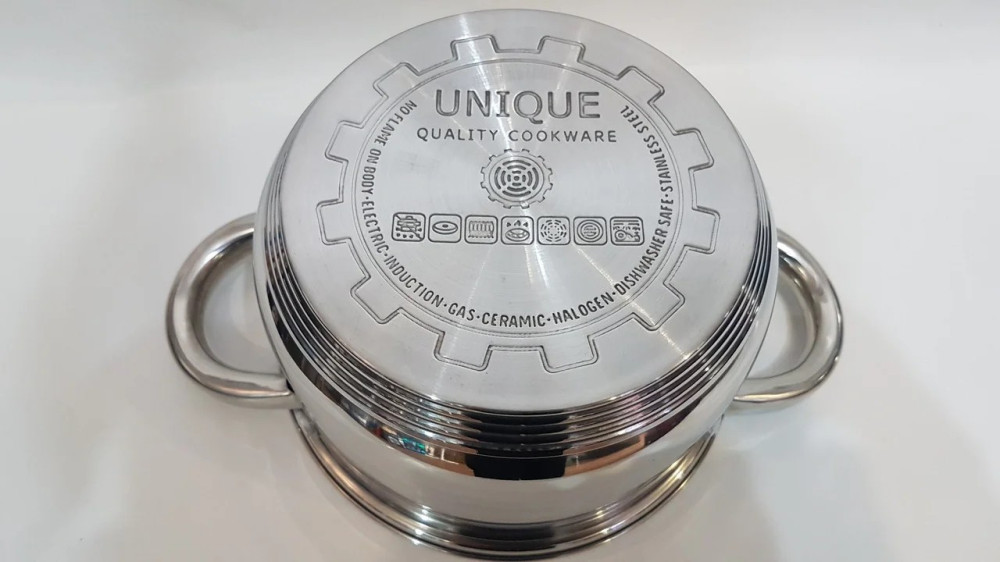 UNIQUE
QUALITY COOKWARE
NO FLAME ON BODY·ELECTRIC·INDUCTION·GAS·CERAMIC·HALOGEN·DISHWASHER SAFE·STAINLESS STEEL